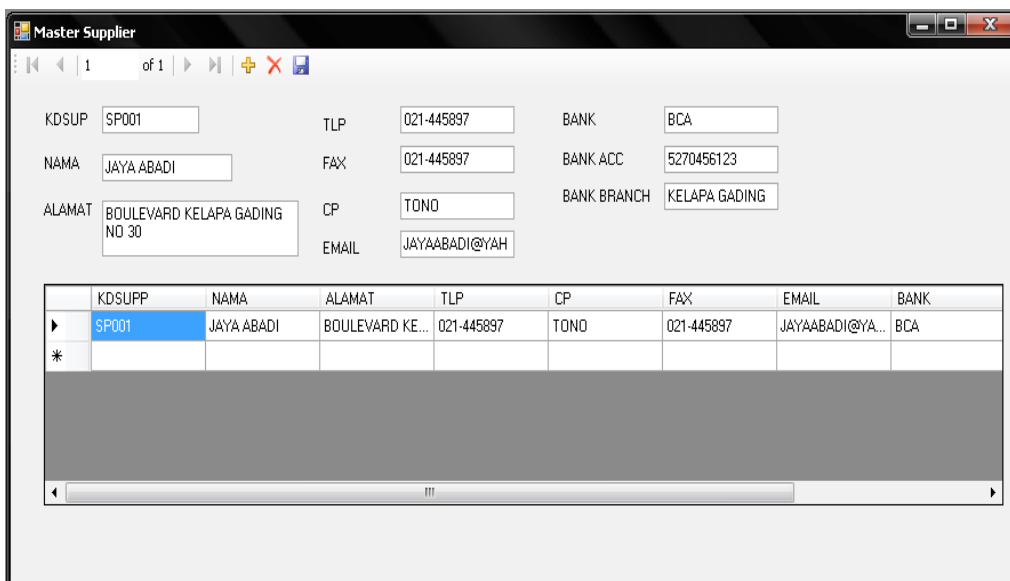 Master Supplier
1 of 1
KDSUP SP001
NAMA JAYA ABADI
ALAMAT BOULEVARD KELAPA GADING
NO 30
TLP 021-445897
FAX 021-445897
CP TONO
EMAIL JAYAABADI@YAH
BANK BCA
BANK ACC 5270456123
BANK BRANCH KELAPA GADING
KDSUPP NAMA ALAMAT TLP CP FAX EMAIL BANK
SP001 JAYA ABADI BOULEVARD KE... 021-445897 TONO 021-445897 JAYAABADI@YA... BCA